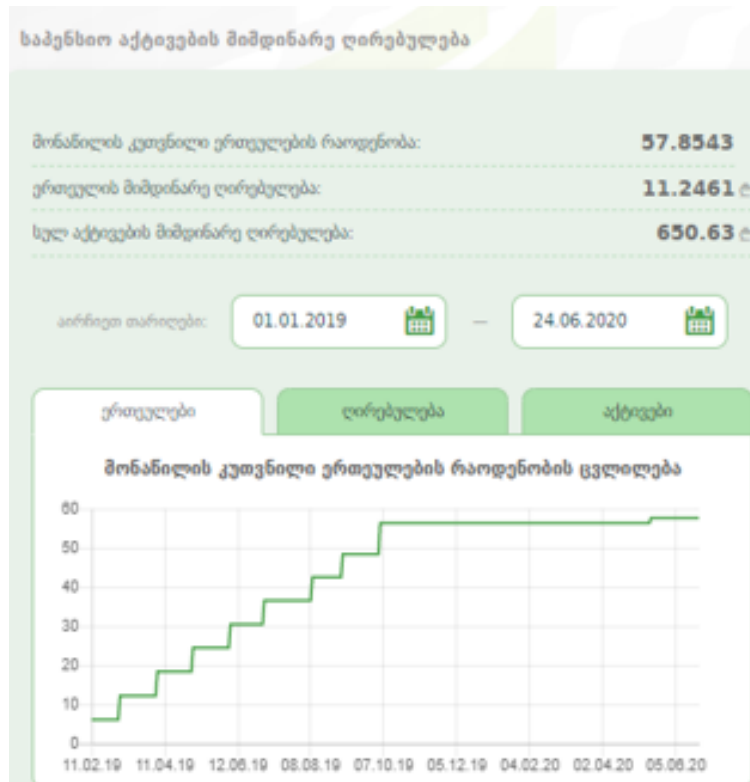 საპენსიო აქტივების მიმდინარე ღირებულება
მონაწილის კუთვნილი ერთეულების რაოდენობა: 57.8543
ერთეულის მიმდინარე ღირებულება: 11.2461 ₾
სულ აქტივების მიმდინარე ღირებულება: 650.63 ₾
აირჩიეთ თარიღები: 01.01.2019 — 24.06.2020
ერთეულები ღირებულება აქტივები
მონაწილის კუთვნილი ერთეულების რაოდენობის ცვლილება
60
50
40
30
20
10
0
11.02.19 11.04.19 12.06.19 08.08.19 07.10.19 05.12.19 04.02.20 02.04.20 05.06.20